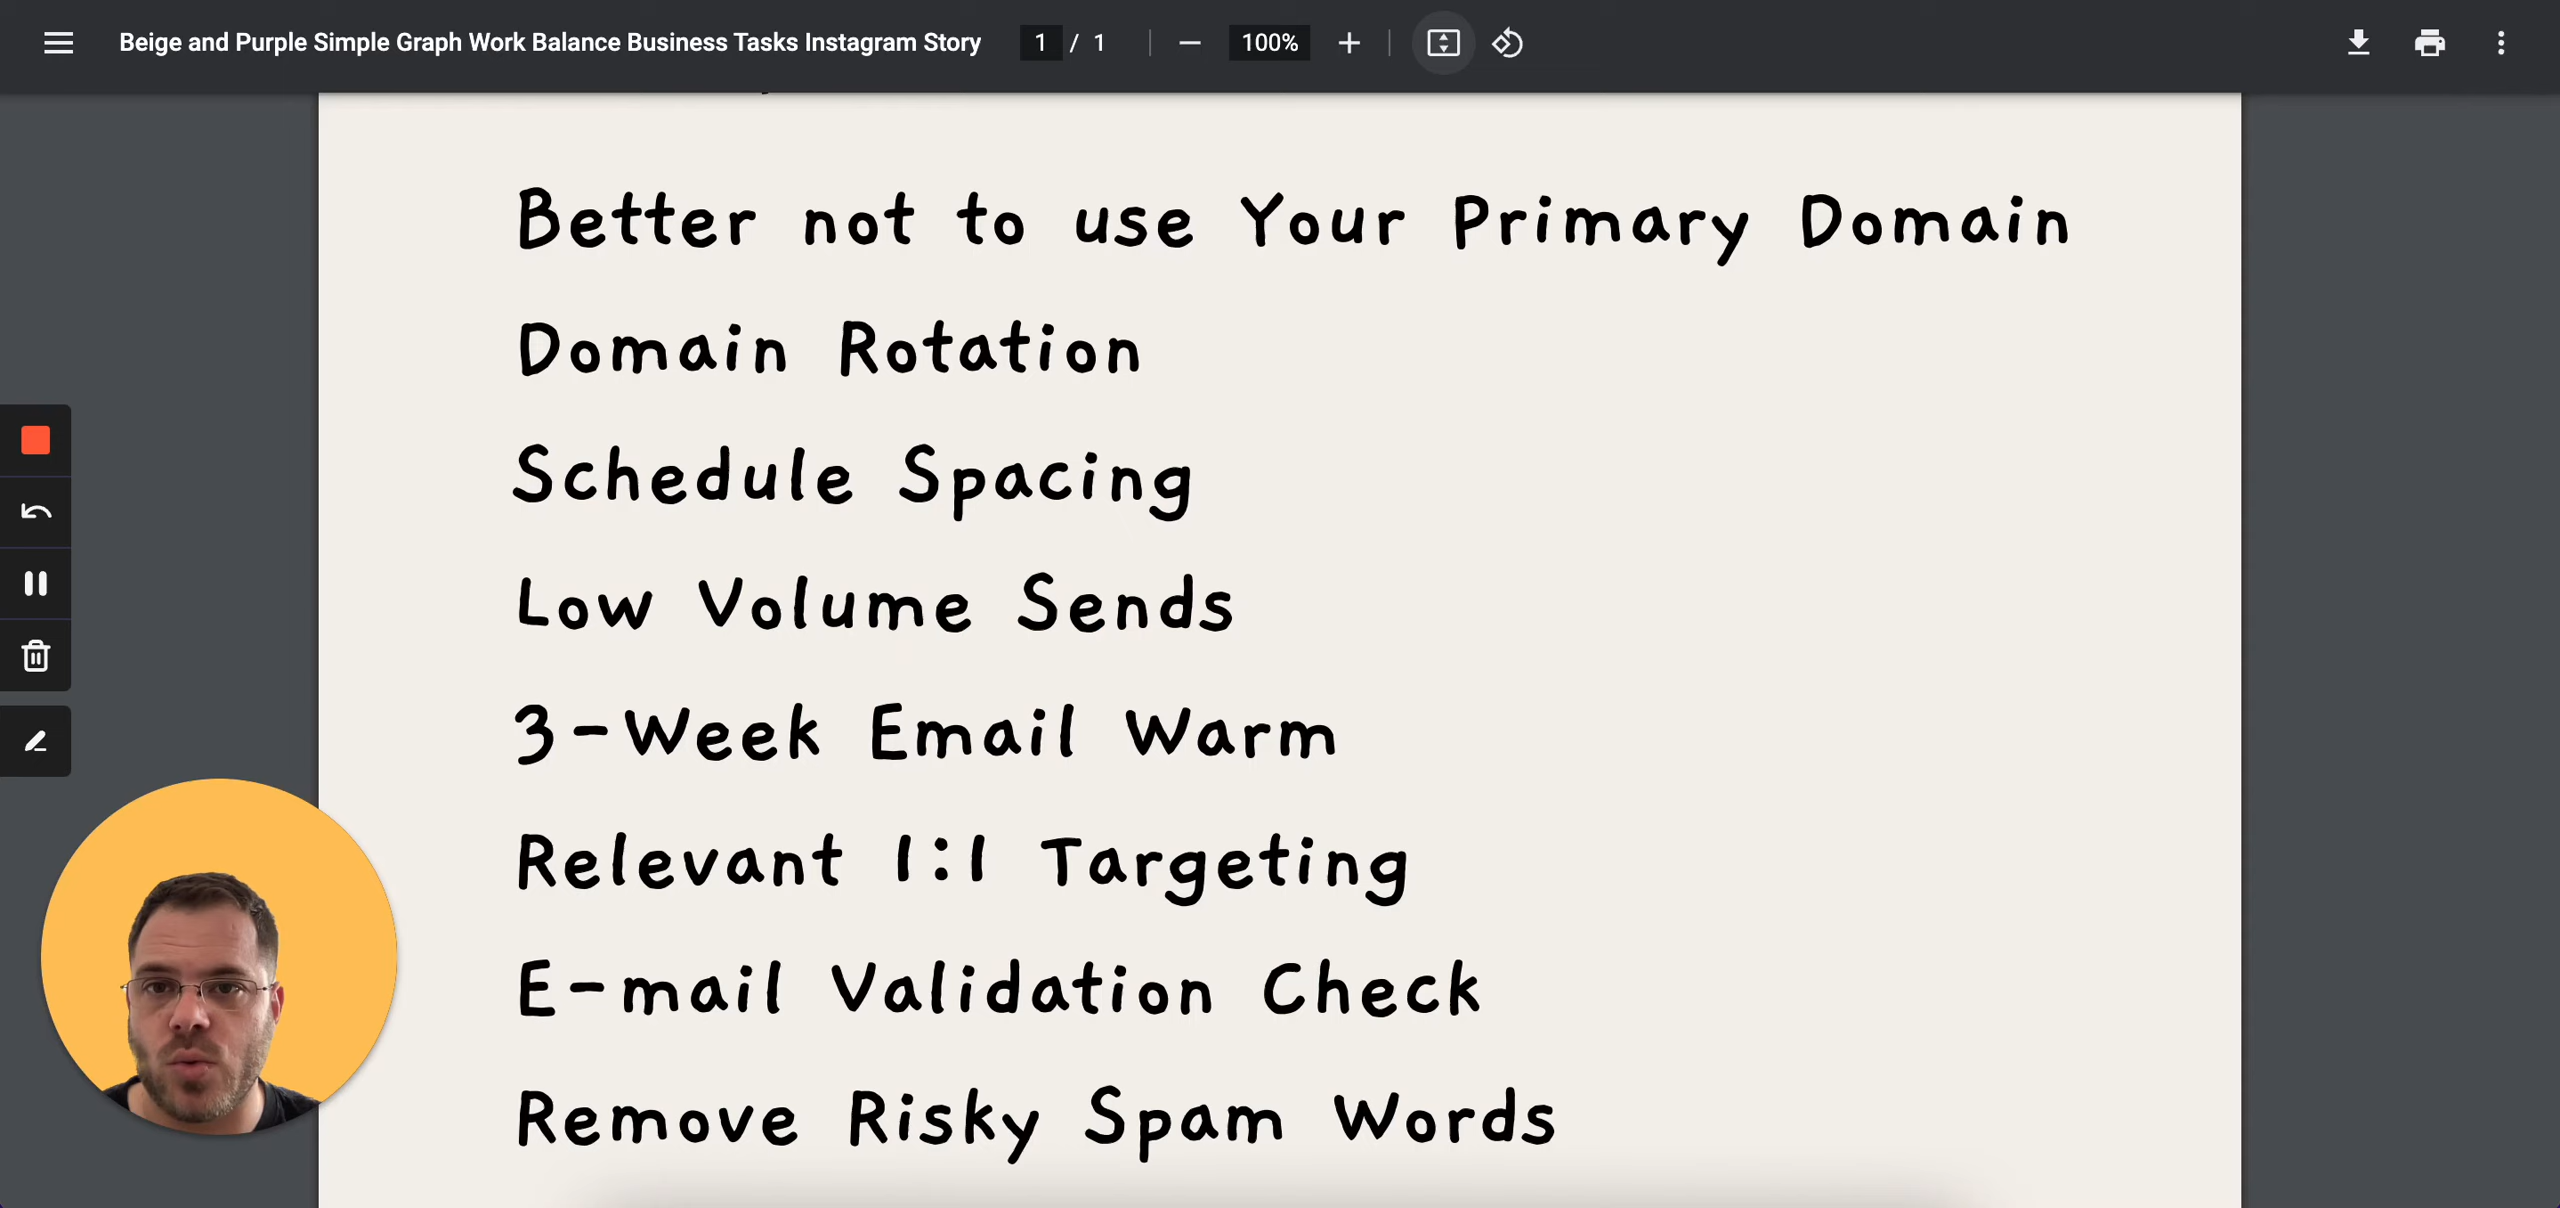 Beige and Purple Simple Graph Work Balance Business Tasks Instagram Story 1 / 1 100%
Better not to use Your Primary Domain
Domain Rotation
Schedule Spacing
Low Volume Sends
3-Week Email Warm
Relevant 1:1 Targeting
E-mail Validation Check
Remove Risky Spam Words